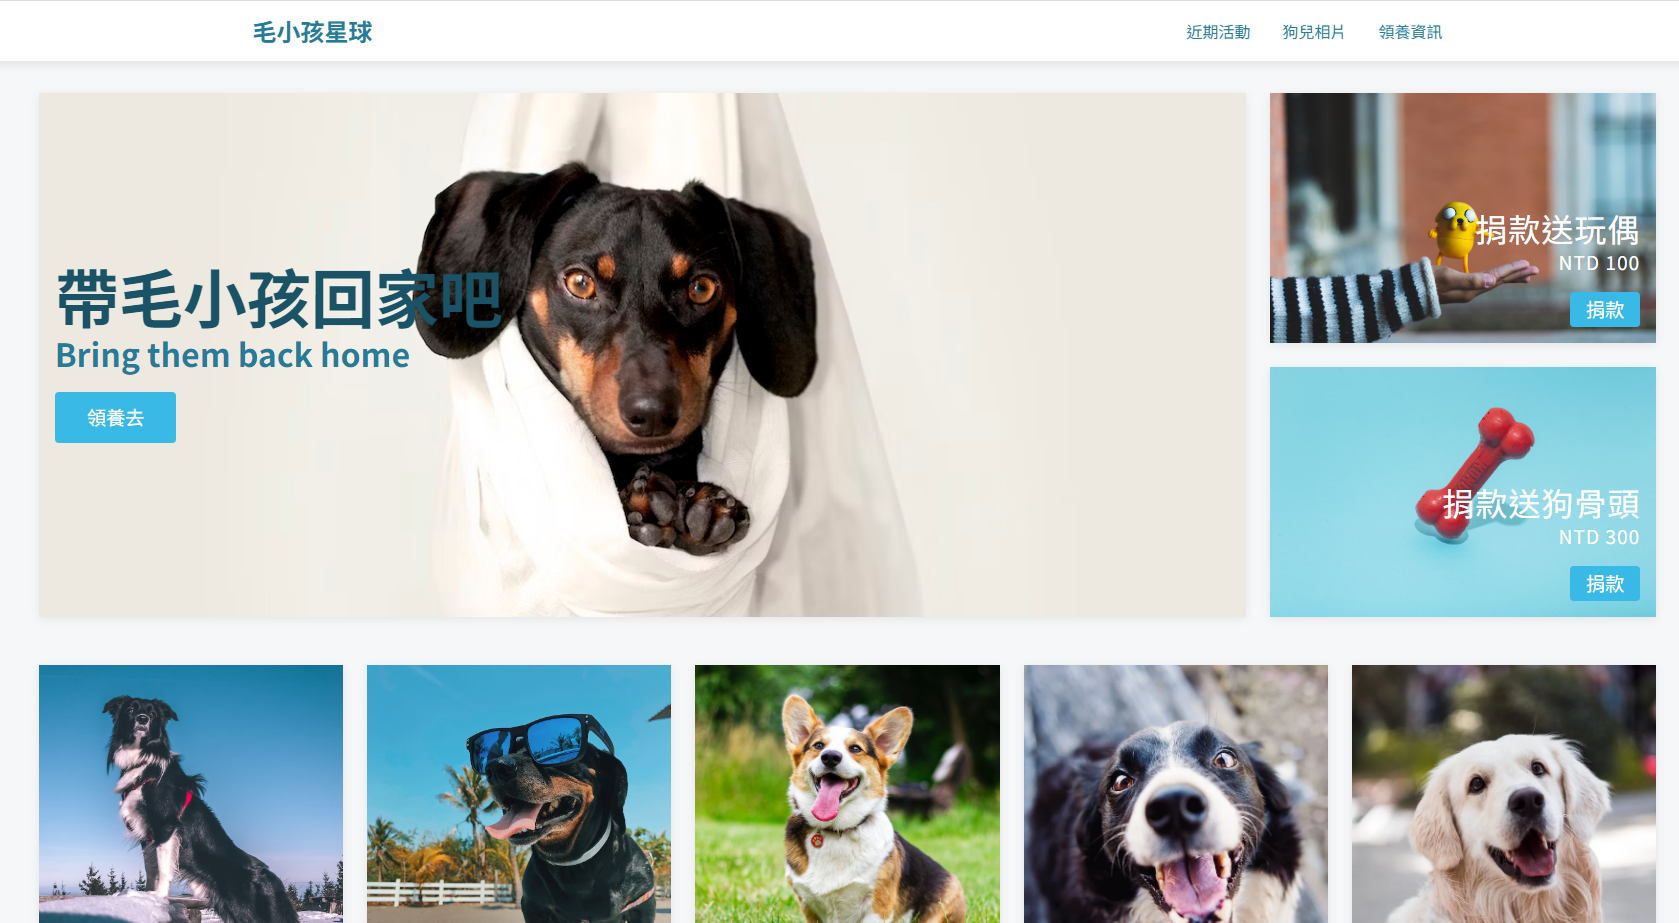 毛小孩星球
近期活動 狗兒相片 領養資訊
帶毛小孩回家吧
Bring them back home
領養去
捐款送玩偶
NTD 100
捐款
捐款送狗骨頭
NTD 300
捐款